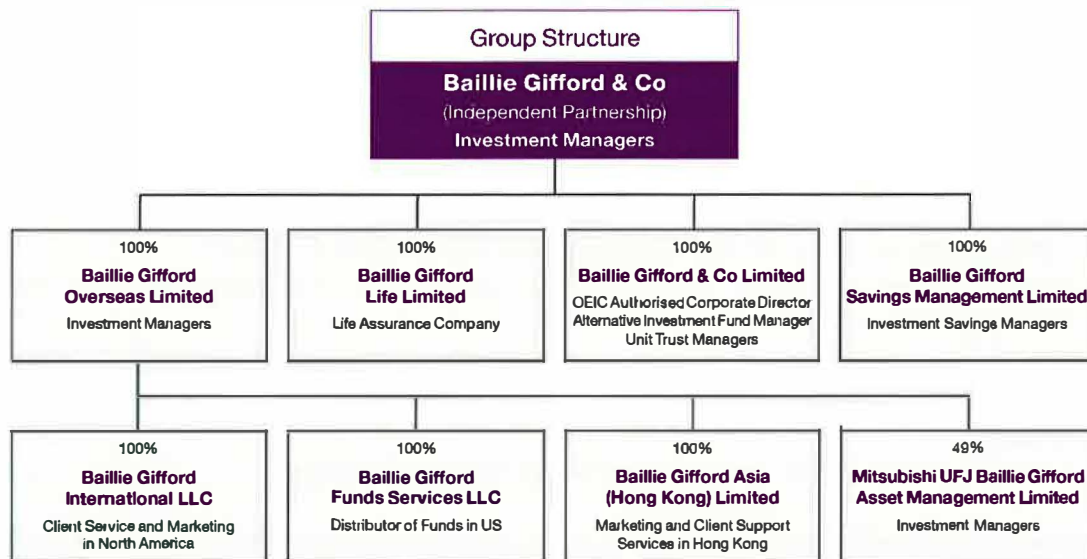 Group Structure
Baillie Gifford & Co
(Independent Partnership)
Investment Managers
100%
Baillie Gifford
Overseas Limited
Investment Managers
100%
Baillie Gifford
Life Limited
Life Assurance Company
100%
Baillie Gifford & Co Limited
OEIC Authorised Corporate Director
Alternative Investment Fund Manager
Unit Trust Managers
100%
Baillie Gifford
Savings Management Limited
Investment Savings Managers
100%
Baillie Gifford
International LLC
Client Service and Marketing
in North America
100%
Baillie Gifford
Funds Services LLC
Distributor of Funds in US
100%
Baillie Gifford Asia
(Hong Kong) Limited
Marketing and Client Support
Services in Hong Kong
49%
Mitsubishi UFJ Baillie Gifford
Asset Management Limited
Investment Managers